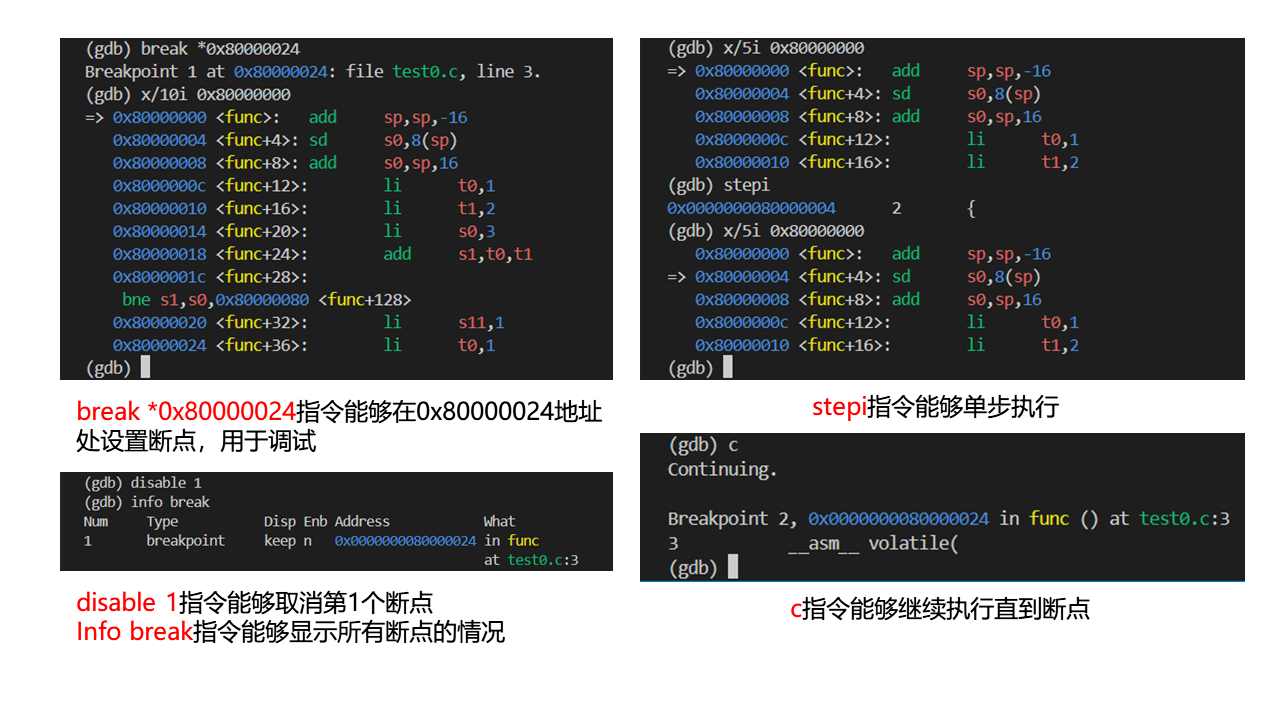 (gdb) break *0x80000024
Breakpoint 1 at 0x80000024: file test0.c, line 3.
(gdb) x/10i 0x80000000
=> 0x80000000 <func>: add sp,sp,-16
0x80000004 <func+4>: sd s0,8(sp)
0x80000008 <func+8>: add s0,sp,16
0x8000000c <func+12>: li t0,1
0x80000010 <func+16>: li t1,2
0x80000014 <func+20>: li s0,3
0x80000018 <func+24>: add s1,t0,t1
0x8000001c <func+28>:
bne s1,s0,0x80000080 <func+128>
0x80000020 <func+32>: li s11,1
0x80000024 <func+36>: li t0,1
(gdb)
break *0x80000024指令能够在0x80000024地址
处设置断点，用于调试
(gdb) disable 1
(gdb) info break
Num Type Disp Enb Address What
1 breakpoint keep n 0x0000000080000024 in func
at test0.c:3
disable 1指令能够取消第1个断点
Info break指令能够显示所有断点的情况
(gdb) x/5i 0x80000000
=> 0x80000000 <func>: add sp,sp,-16
0x80000004 <func+4>: sd s0,8(sp)
0x80000008 <func+8>: add s0,sp,16
0x8000000c <func+12>: li t0,1
0x80000010 <func+16>: li t1,2
(gdb) stepi
0x0000000080000004 2 {
(gdb) x/5i 0x80000000
0x80000000 <func>: add sp,sp,-16
=> 0x80000004 <func+4>: sd s0,8(sp)
0x80000008 <func+8>: add s0,sp,16
0x8000000c <func+12>: li t0,1
0x80000010 <func+16>: li t1,2
(gdb)
stepi指令能够单步执行
(gdb) c
Continuing.
Breakpoint 2, 0x0000000080000024 in func () at test0.c:3
3 __asm__ volatile(
(gdb)
c指令能够继续执行直到断点